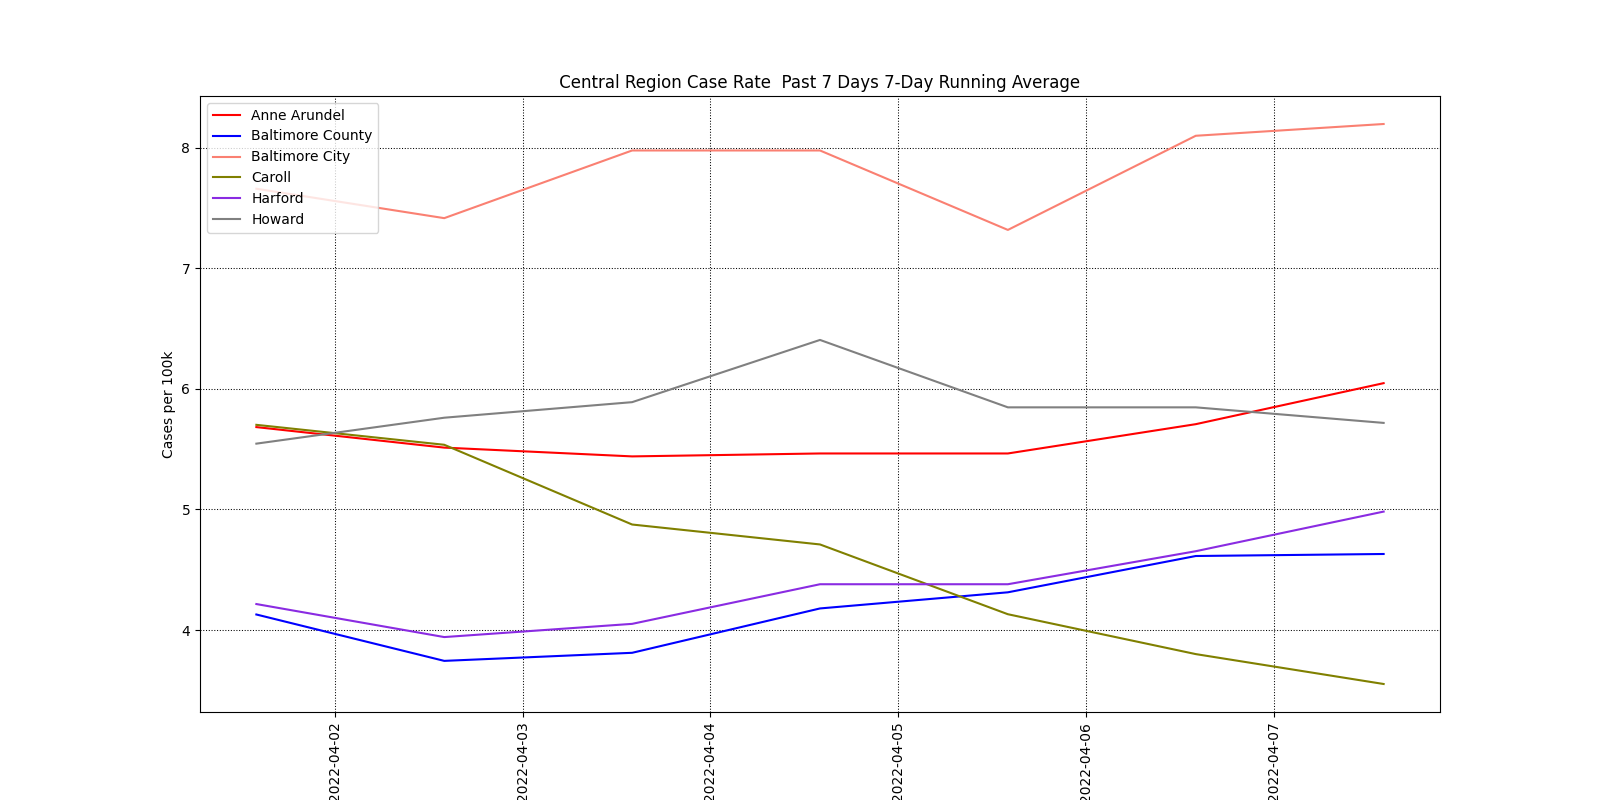 Central Region Case Rate  Past 7 Days 7-Day Running Average
Anne Arundel
Baltimore County
Baltimore City
Caroll
Harford
Howard
Cases per 100k
8
7
6
5
4
2022-04-02
2022-04-03
2022-04-04
2022-04-05
2022-04-06
2022-04-07